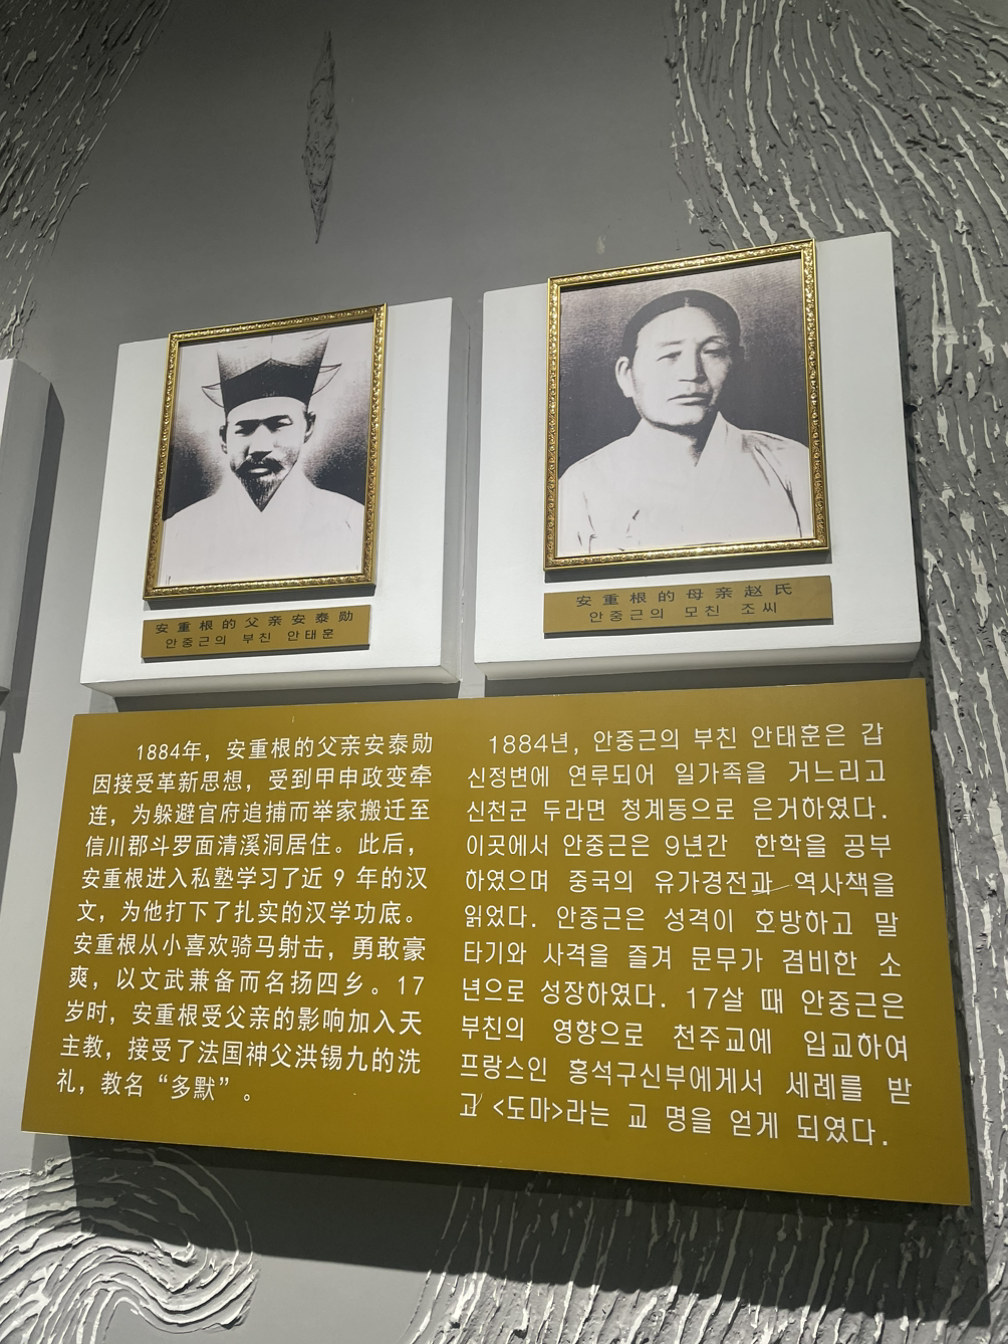 安重根的父亲安泰勋
안중근의 부친 안태훈
安重根的母亲赵氏
안중근의 모친 조씨
1884年，安重根的父亲安泰勋
因接受革新思想，受到甲申政变牵
连，为躲避官府追捕而举家搬迁至
信川郡斗罗面清溪洞居住。此后，
安重根进入私塾学习了近 9 年的汉
文，为他打下了扎实的汉学功底。
安重根从小喜欢骑马射击，勇敢豪
爽，以文武兼备而名扬四乡。17
岁时，安重根受父亲的影响加入天
主教，接受了法国神父洪锡九的洗
礼，教名“多默”。
1884년, 안중근의 부친 안태훈은 갑
신정변에 연루되어 일가족을 거느리고
신천군 두라면 청계동으로 은거하였다.
이곳에서 안중근은 9년간 한학을 공부
하였으며 중국의 유가경전과 역사책을
읽었다. 안중근은 성격이 호방하고 말
타기와 사격을 즐겨 문무가 겸비한 소
년으로 성장하였다. 17살 때 안중근은
부친의 영향으로 천주교에 입교하여
프랑스인 홍석구신부에게서 세례를 받
고 <도마>라는 교 명을 얻게 되였다.